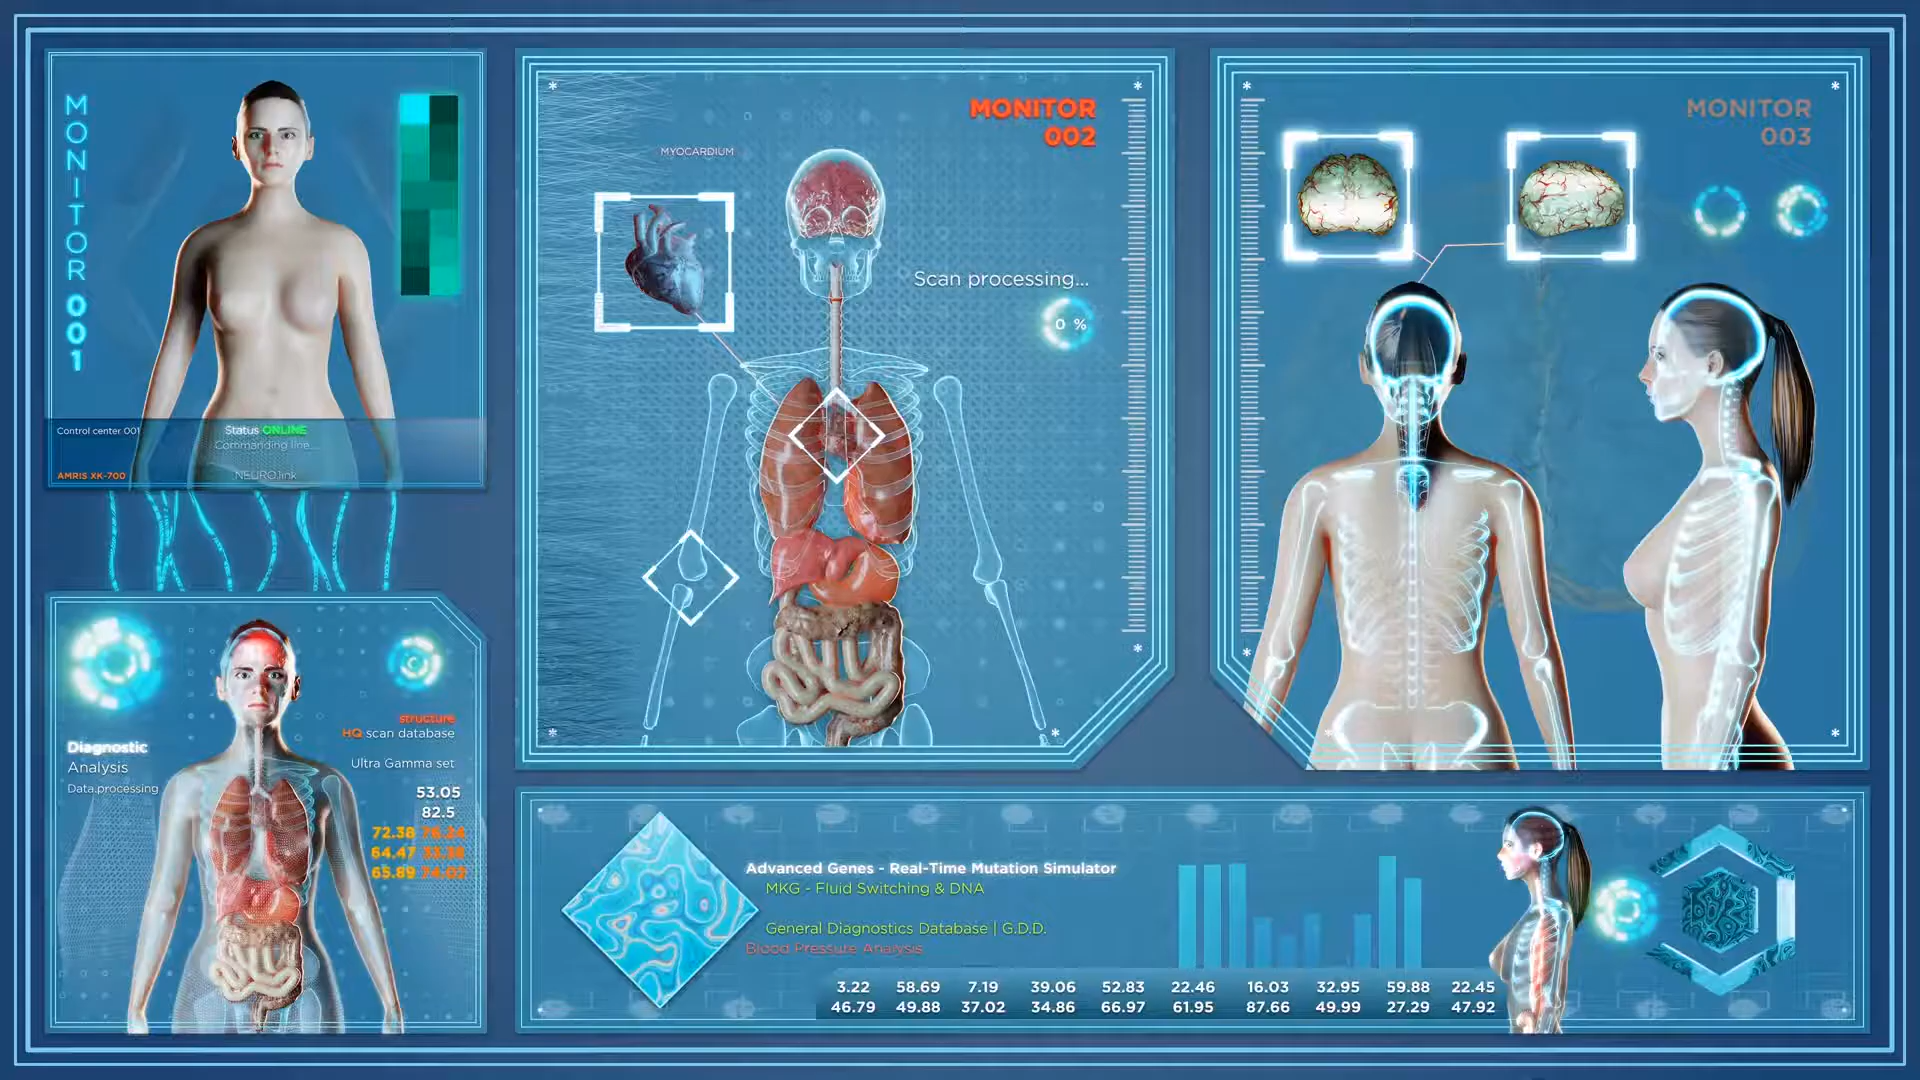 MONITOR 001
Control center 001
Status ONLINE
Commanding line...
AMRIS XK-700
NEURO.link
MYOCARDIUM
MONITOR
002
Scan processing...
0 %
MONITOR
003
structure
HQ scan database
Ultra Gamma set
Diagnostic
Analysis
Data.processing
53.05
82.5
72.38
64.47
65.89
Advanced Genes - Real-Time Mutation Simulator
MKG - Fluid Switching & DNA
General Diagnostics Database | G.D.D.
Blood Pressure Analysis
3.22 58.69 7.19 39.06 52.83 22.46 16.03 32.95 59.88 22.45
46.79 49.88 37.02 34.86 66.97 61.95 87.66 49.99 27.29 47.92